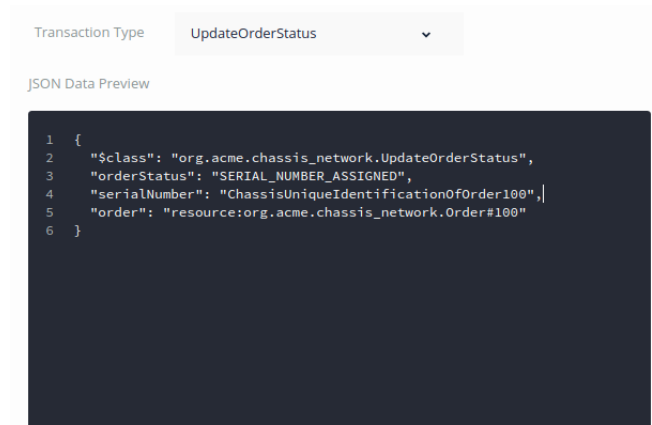 Transaction Type UpdateOrderStatus
JSON Data Preview
1 {
2 "$class": "org.acme.chassis_network.UpdateOrderStatus",
3 "orderStatus": "SERIAL_NUMBER_ASSIGNED",
4 "serialNumber": "ChassisUniqueIdentificationOfOrder100",
5 "order": "resource:org.acme.chassis_network.Order#100"
6 }